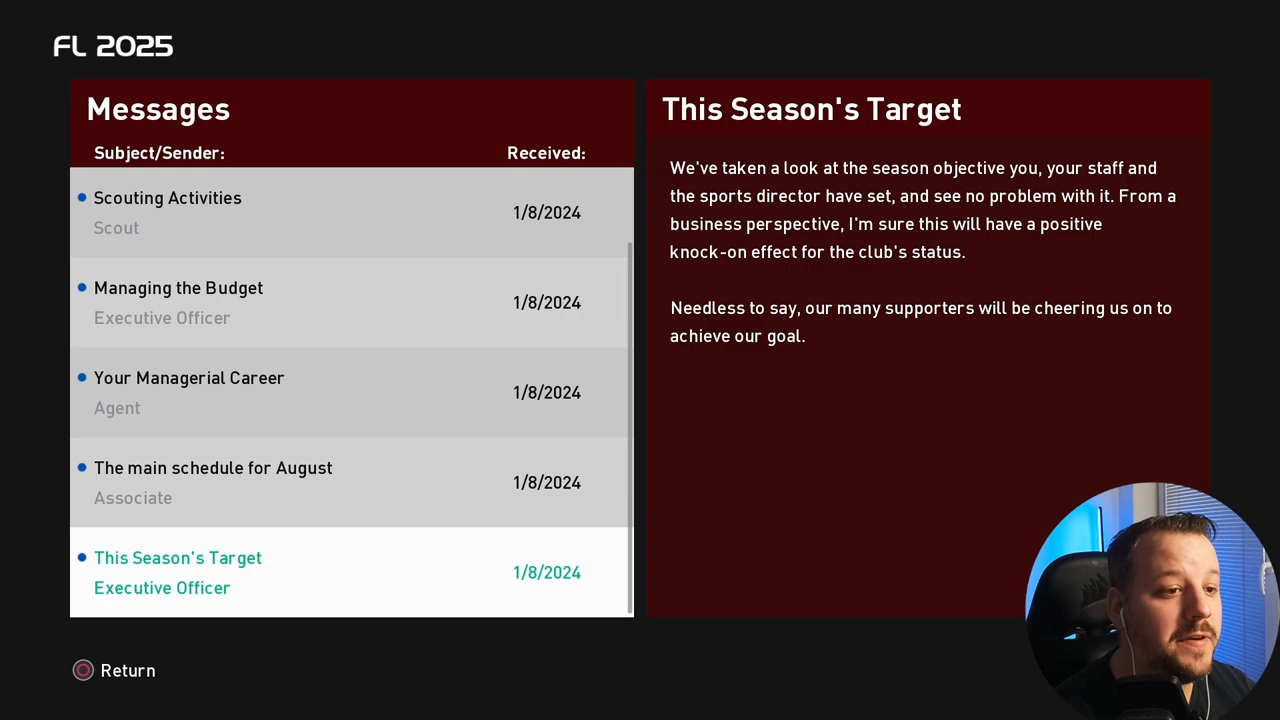 FL 2025
Messages
Subject/Sender:
Received:
Scouting Activities
Scout
1/8/2024
Managing the Budget
Executive Officer
1/8/2024
Your Managerial Career
Agent
1/8/2024
The main schedule for August
Associate
1/8/2024
This Season's Target
Executive Officer
1/8/2024
This Season's Target
We've taken a look at the season objective you, your staff and
the sports director have set, and see no problem with it. From a
business perspective, I'm sure this will have a positive
knock-on effect for the club's status.
Needless to say, our many supporters will be cheering us on to
achieve our goal.
Return